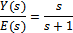 Y(s)/E(s) = s/(s+1)